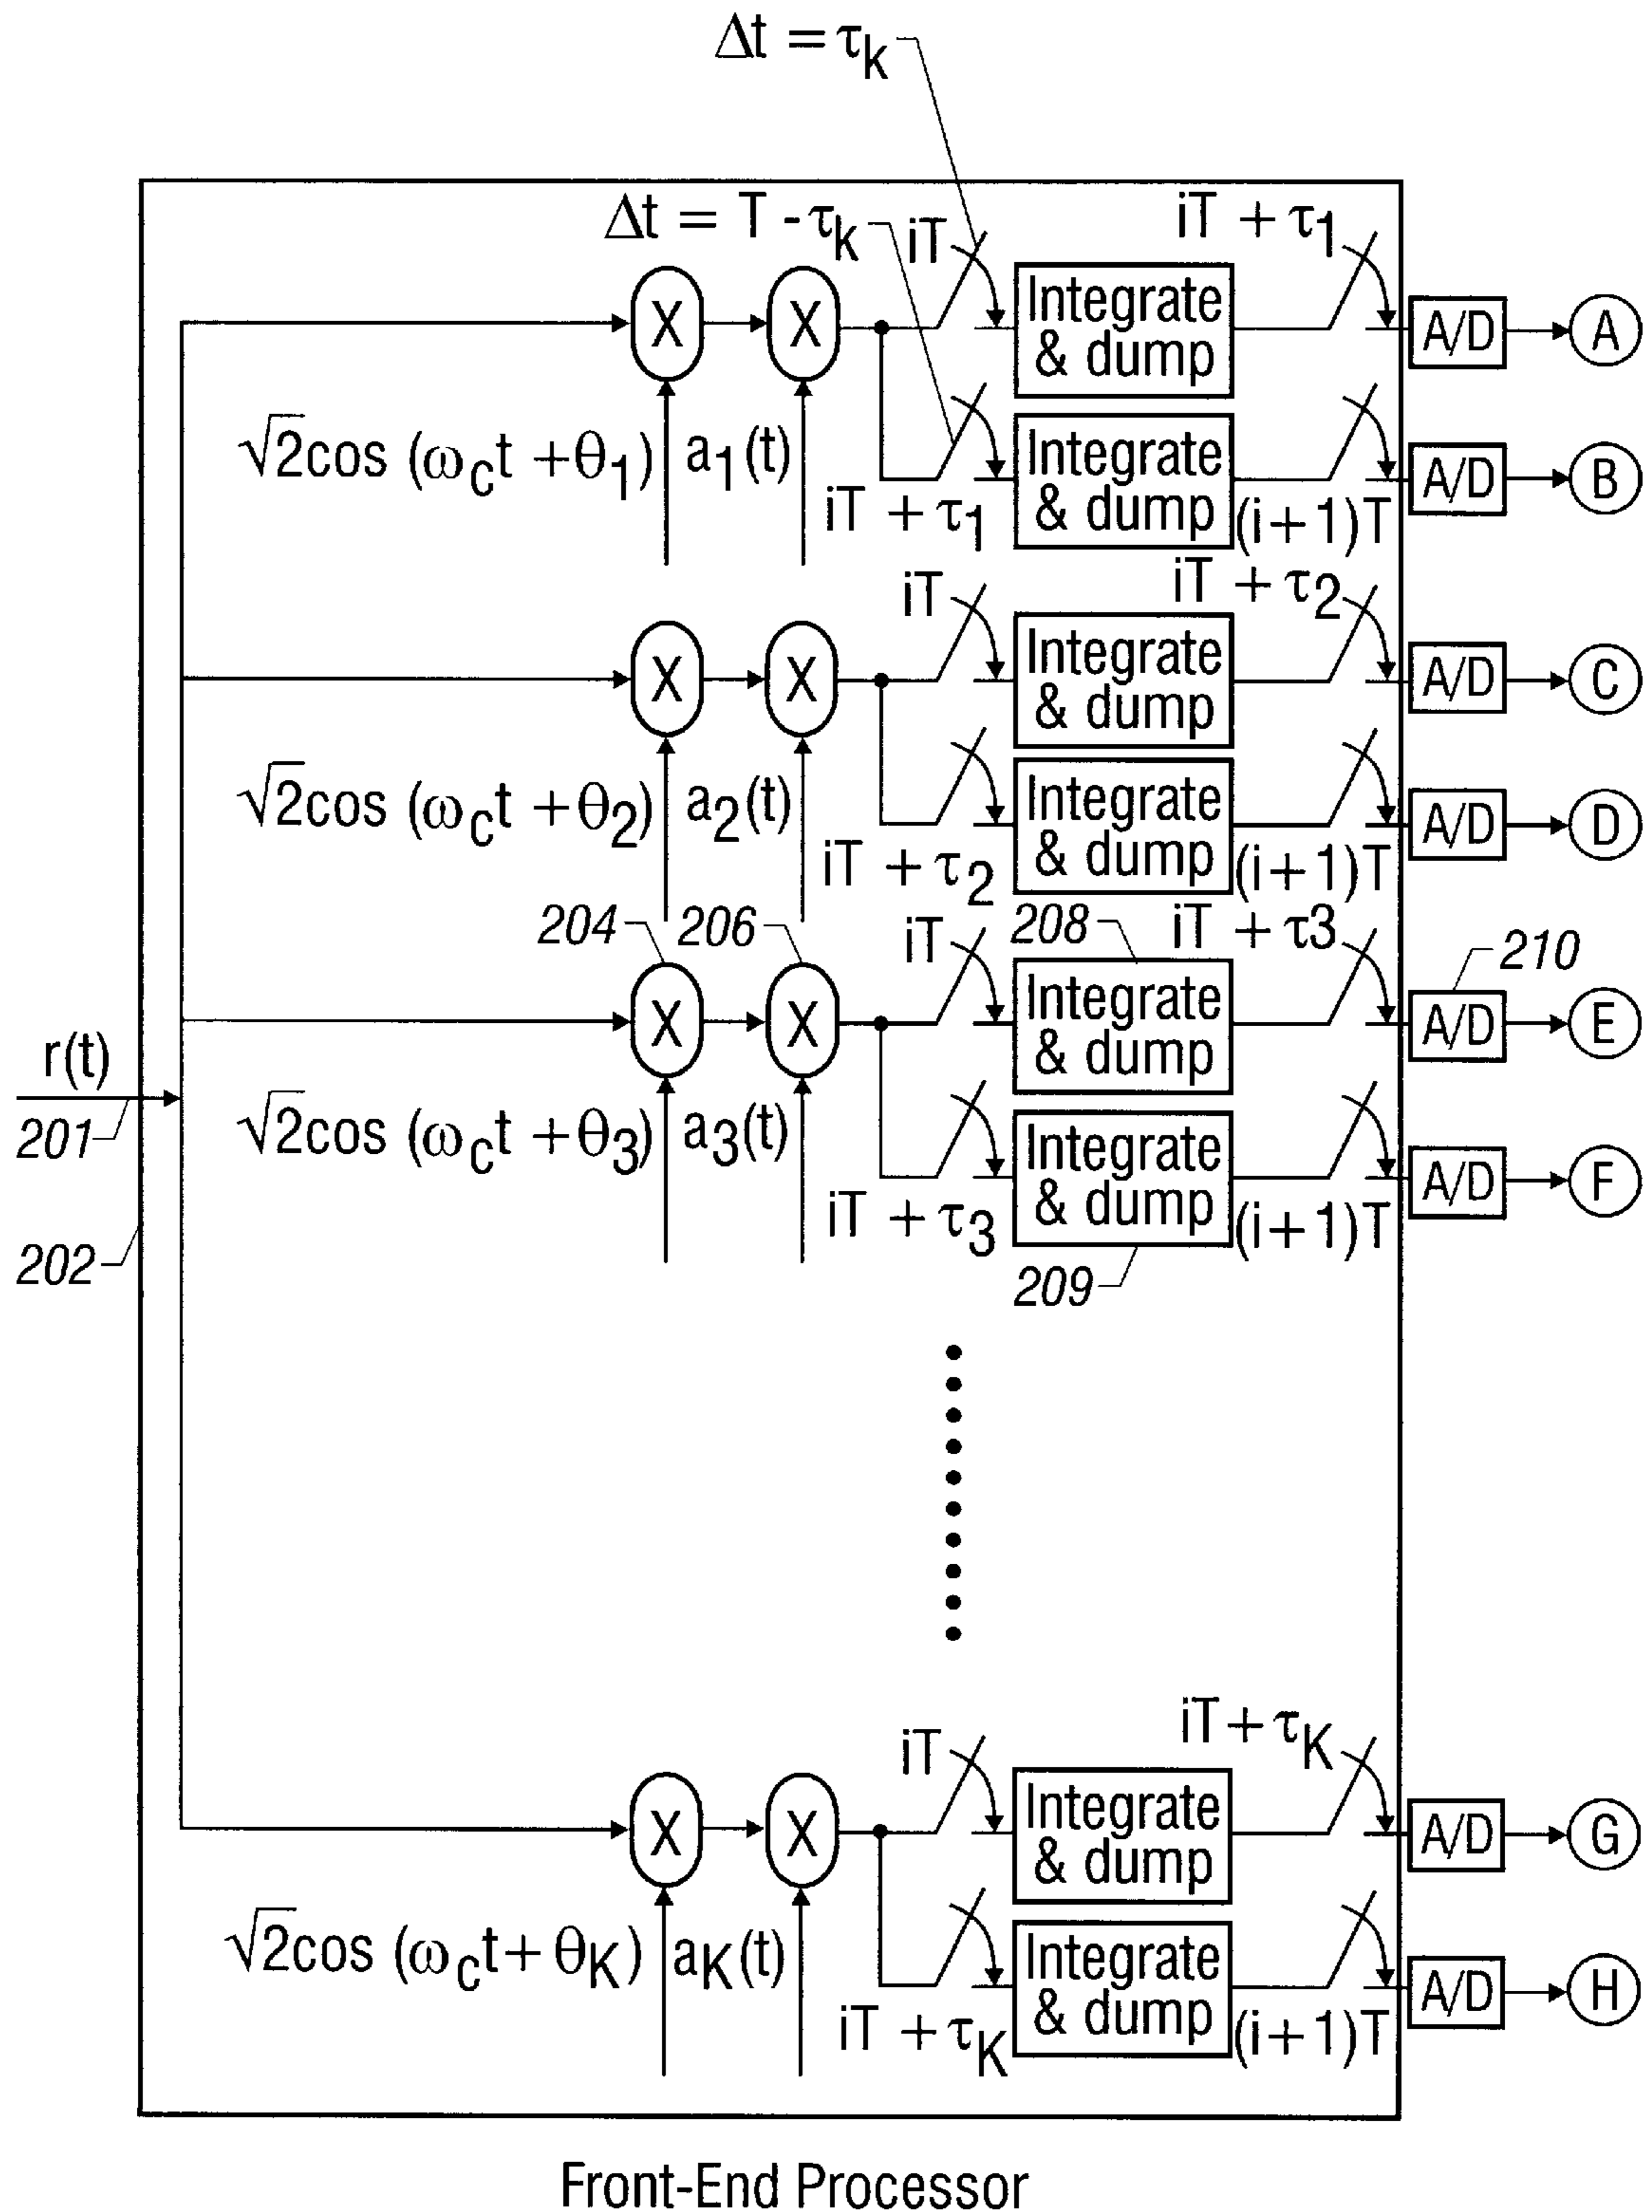 Δt = τk
Δt = T - τk
iT
iT + τ1
X
X
Integrate
& dump
A/D
A
√2cos (ωct + θ1)
a1(t)
iT + τ1
Integrate
& dump
(i+1)T
A/D
B
iT
iT + τ2
X
X
Integrate
& dump
A/D
C
√2cos (ωct + θ2)
a2(t)
iT + τ2
Integrate
& dump
(i+1)T
A/D
D
204
206
iT
208
iT + τ3
210
X
X
Integrate
& dump
A/D
E
r(t)
201
√2cos (ωct + θ3)
a3(t)
iT + τ3
Integrate
& dump
(i+1)T
A/D
F
202
209
iT
iT+ τK
X
X
Integrate
& dump
A/D
G
√2cos (ωct+ θK)
aK(t)
iT + τK
Integrate
& dump
(i+1)T
A/D
H
Front-End Processor